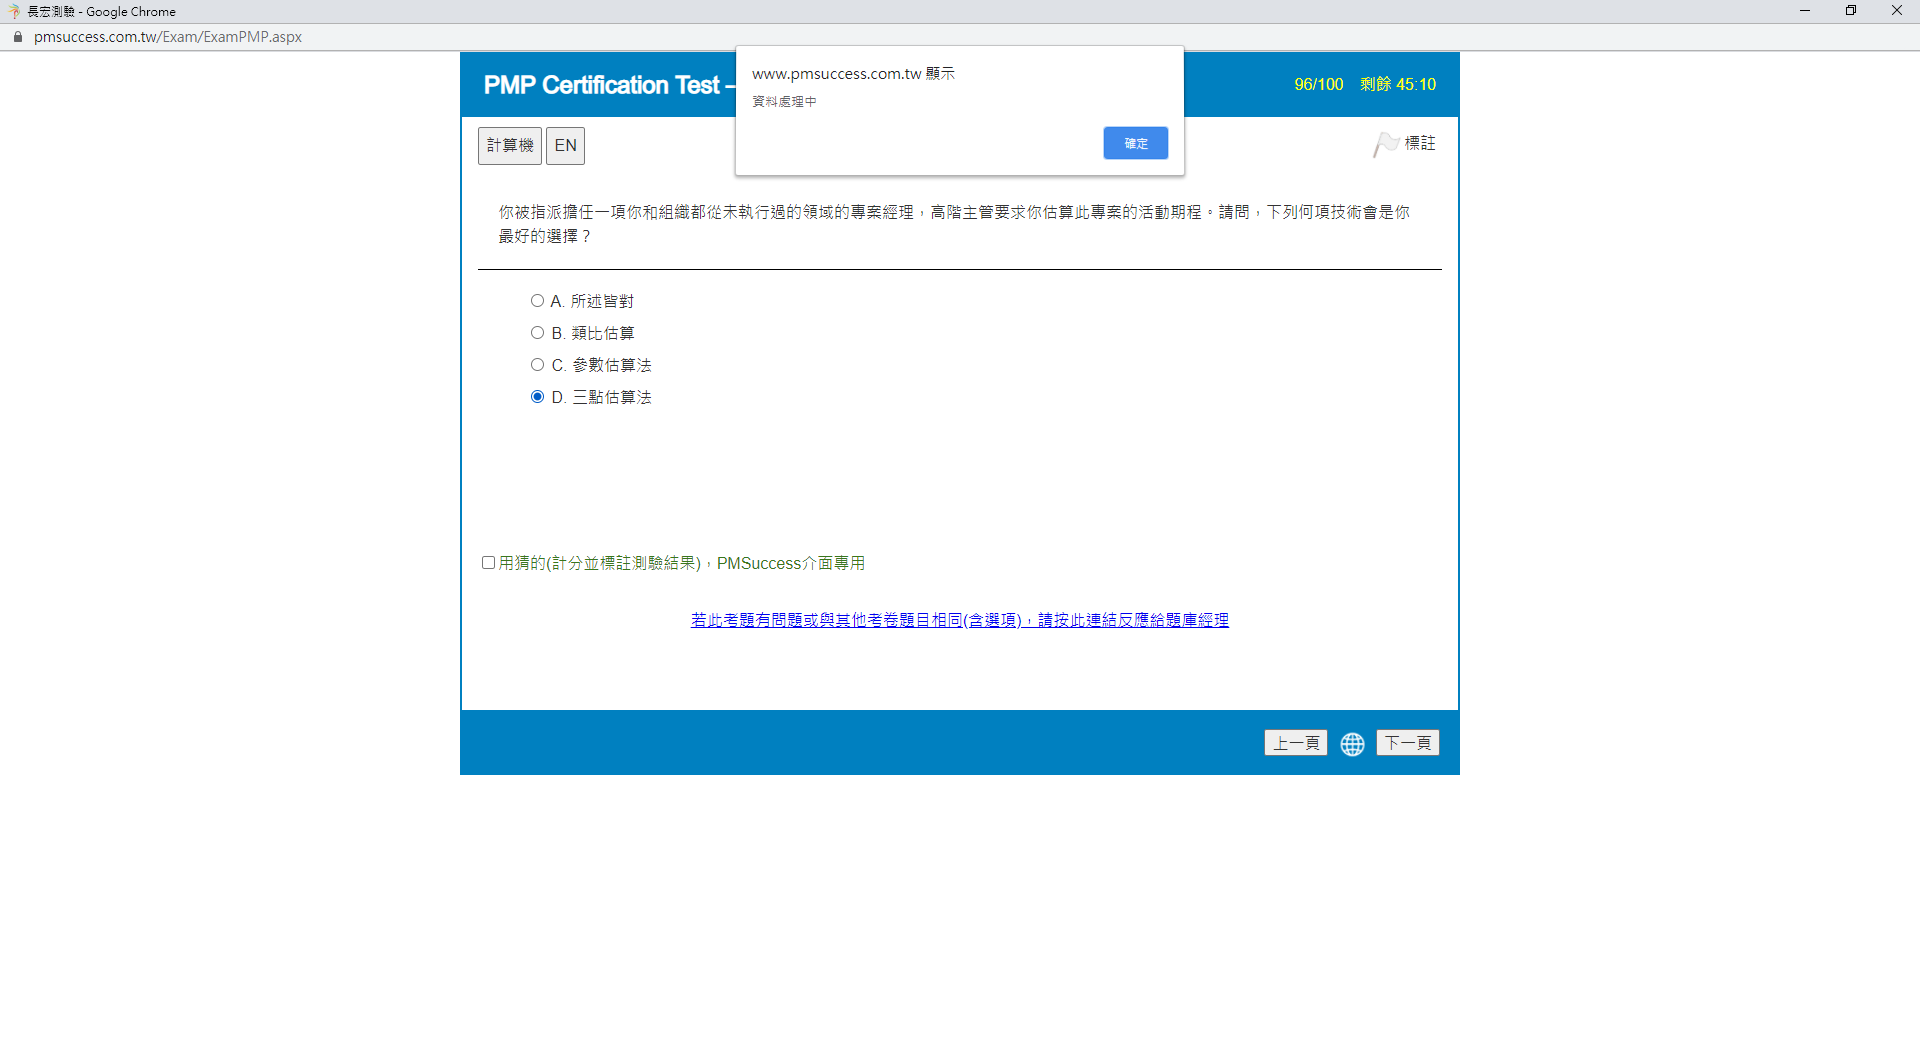 長宏測驗 - Google Chrome
pmsuccess.com.tw/Exam/ExamPMP.aspx
www.pmsuccess.com.tw 顯示
資料處理中
確定
PMP Certification Test –
96/100 剩餘 45:10
計算機 EN
標註
你被指派擔任一項你和組織都從未執行過的領域的專案經理，高階主管要求你估算此專案的活動期程。請問，下列何項技術會是你
最好的選擇？
A. 所述皆對
B. 類比估算
C. 參數估算法
D. 三點估算法
用猜的(計分並標註測驗結果)，PMSuccess介面專用
若此考題有問題或與其他考卷題目相同(含選項)，請按此連結反應給題庫經理
上一頁 下一頁